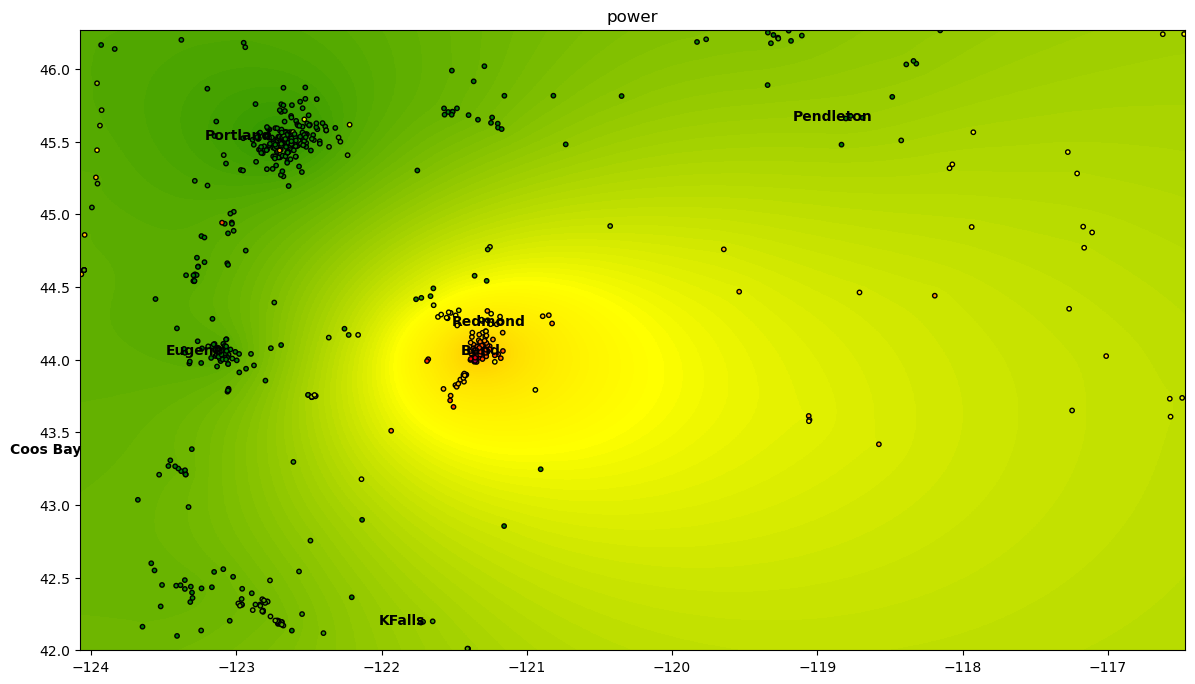 power
46.0
Portland
Pendleton
45.5
45.0
44.5
Redmond
Eugene
Bend
44.0
Coos Bay
43.5
43.0
42.5
KFalls
42.0
−124 −123 −122 −121 −120 −119 −118 −117